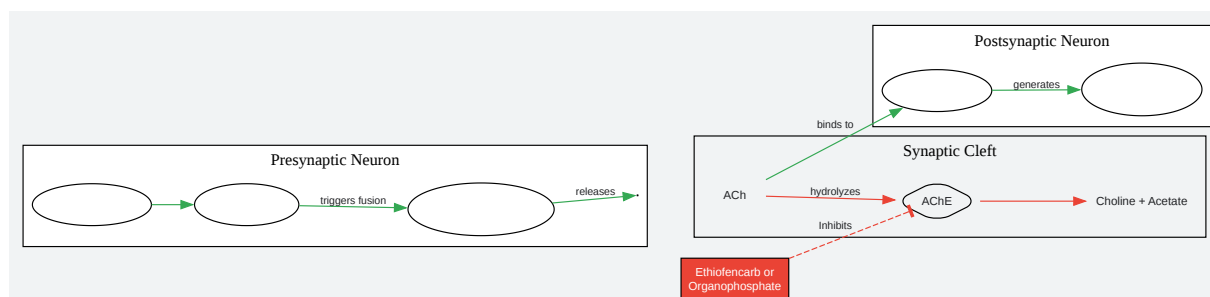 Postsynaptic Neuron
generates
binds to
Synaptic Cleft
Presynaptic Neuron
triggers fusion
releases
ACh
hydrolyzes
AChE
Choline + Acetate
Inhibits
Ethiofencarb or
Organophosphate